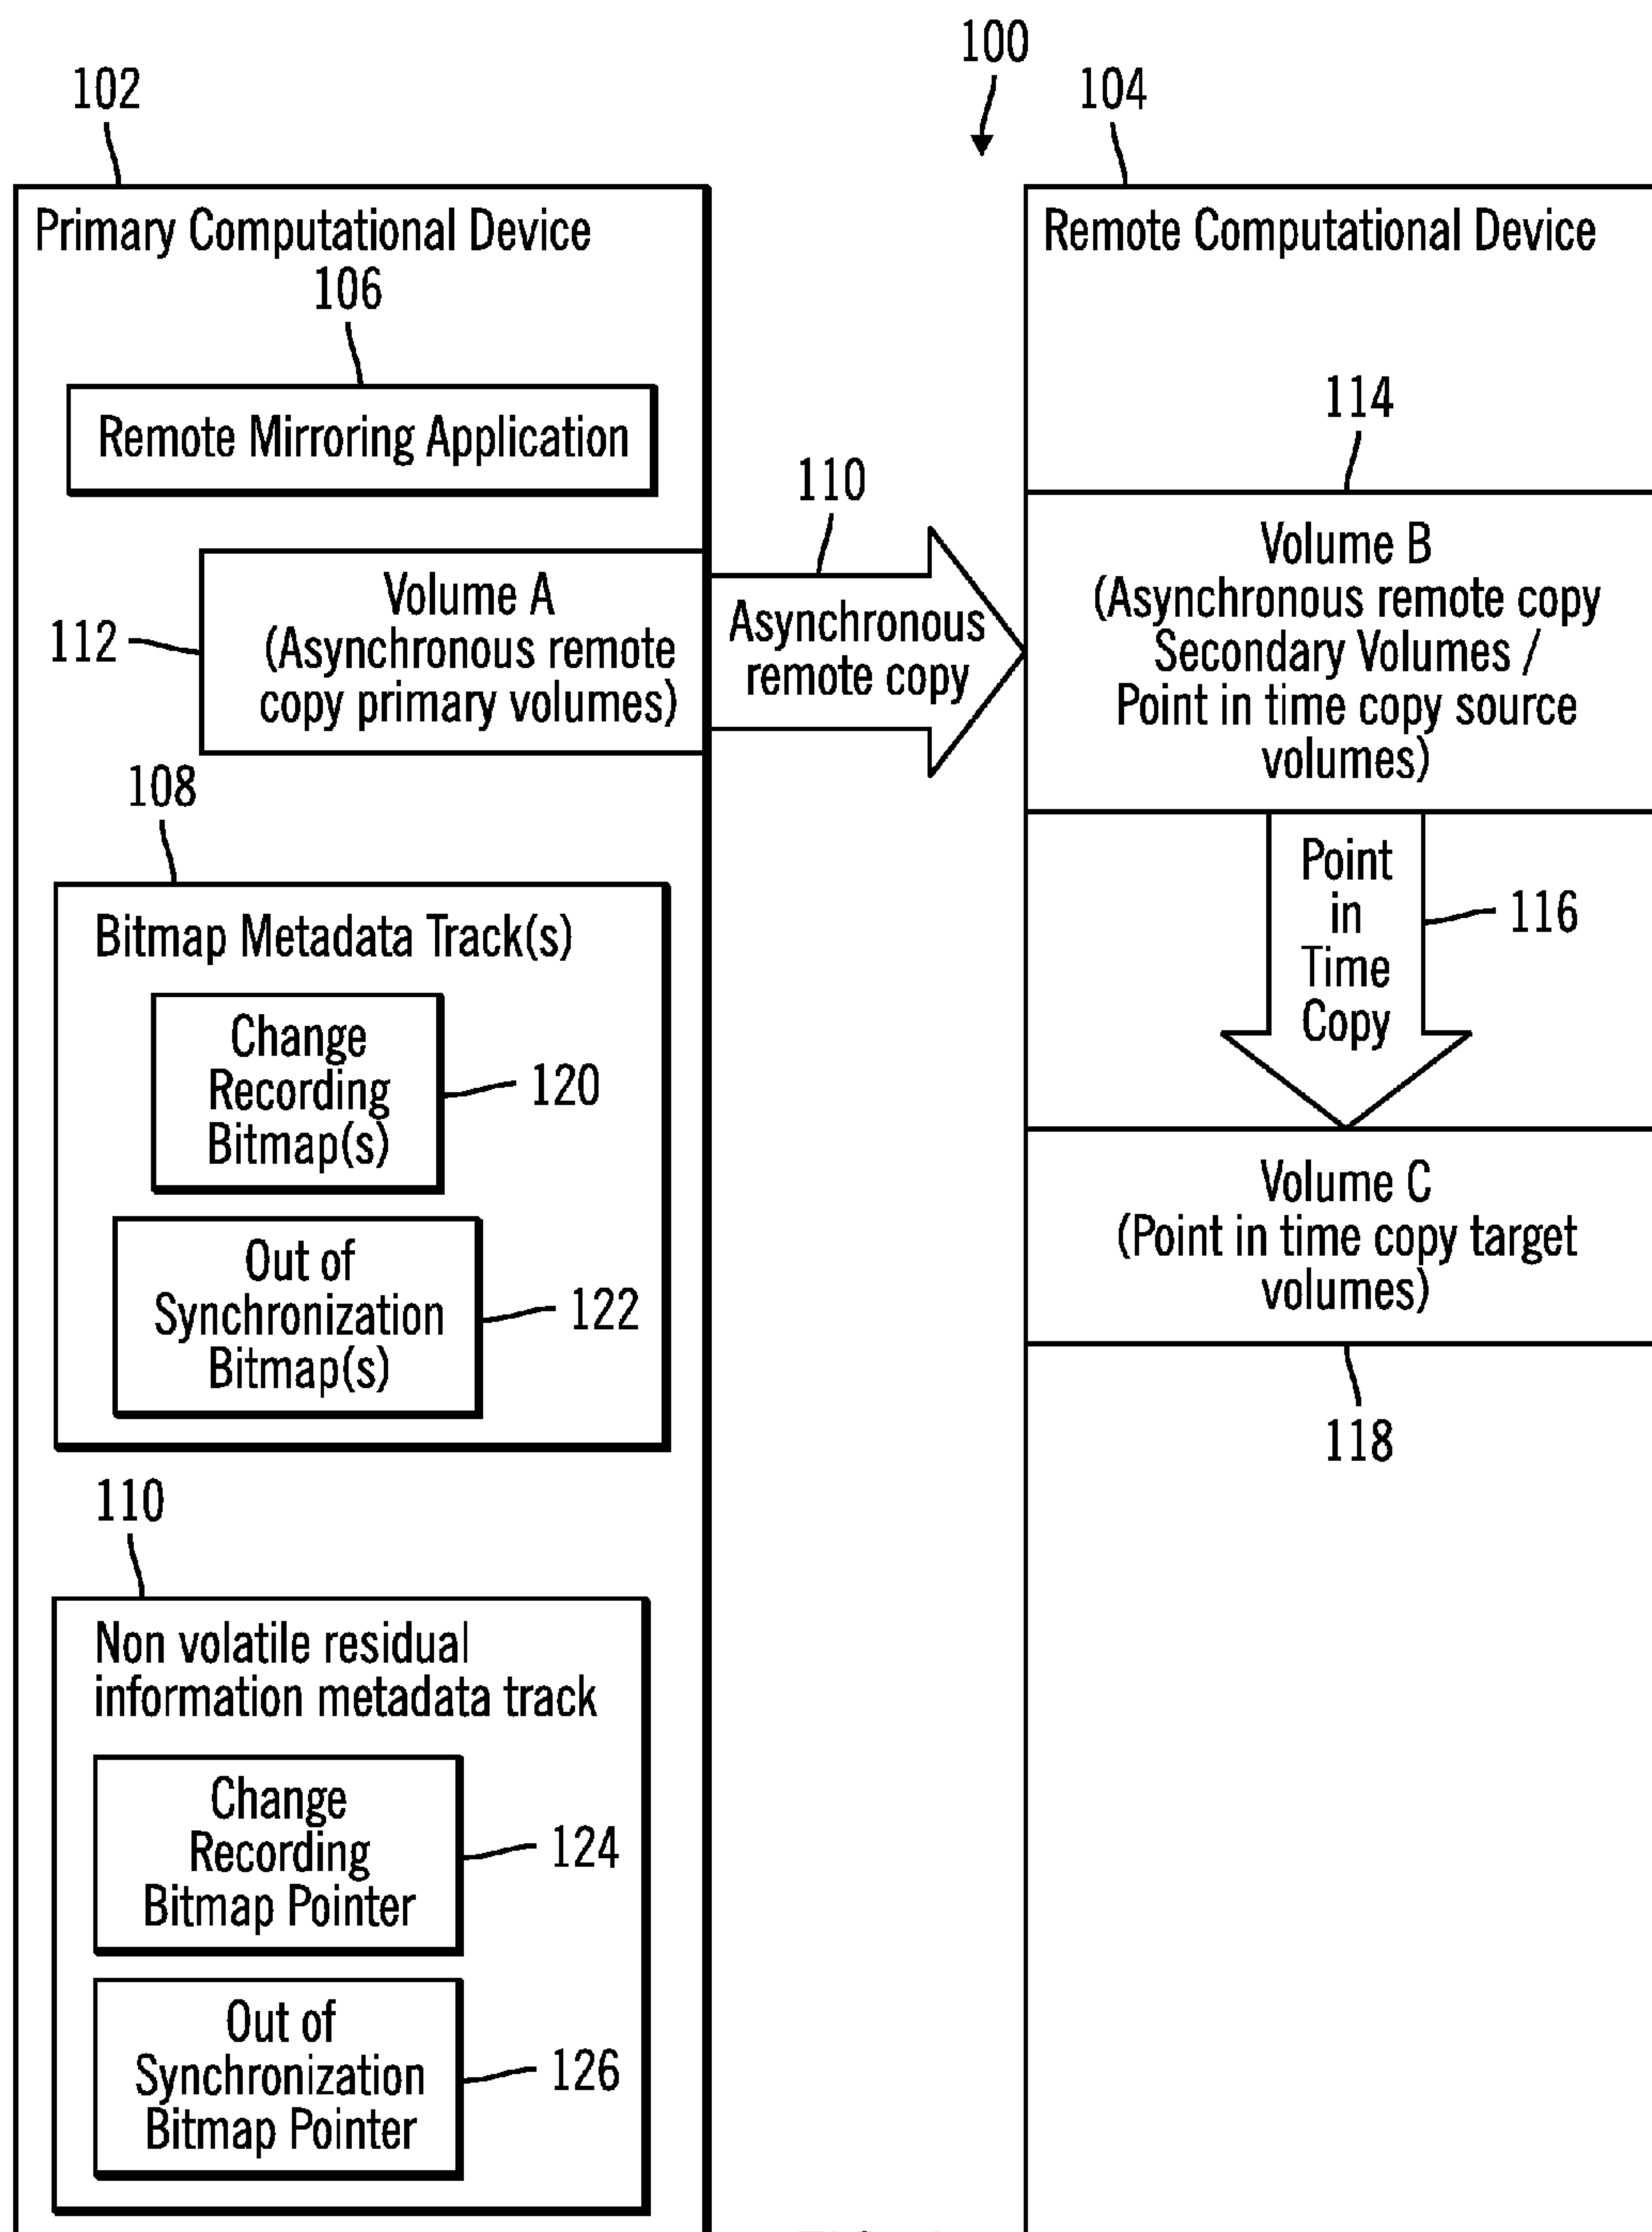 100
102
104
Primary Computational Device
106
Remote Mirroring Application
Volume A
(Asynchronous remote
copy primary volumes)
112
110
Asynchronous
remote copy
108
Bitmap Metadata Track(s)
Change
Recording
Bitmap(s)
120
Out of
Synchronization
Bitmap(s)
122
110
Non volatile residual
information metadata track
Change
Recording
Bitmap Pointer
124
Out of
Synchronization
Bitmap Pointer
126
Remote Computational Device
114
Volume B
(Asynchronous remote copy
Secondary Volumes /
Point in time copy source
volumes)
Point
in
Time
Copy
116
Volume C
(Point in time copy target
volumes)
118